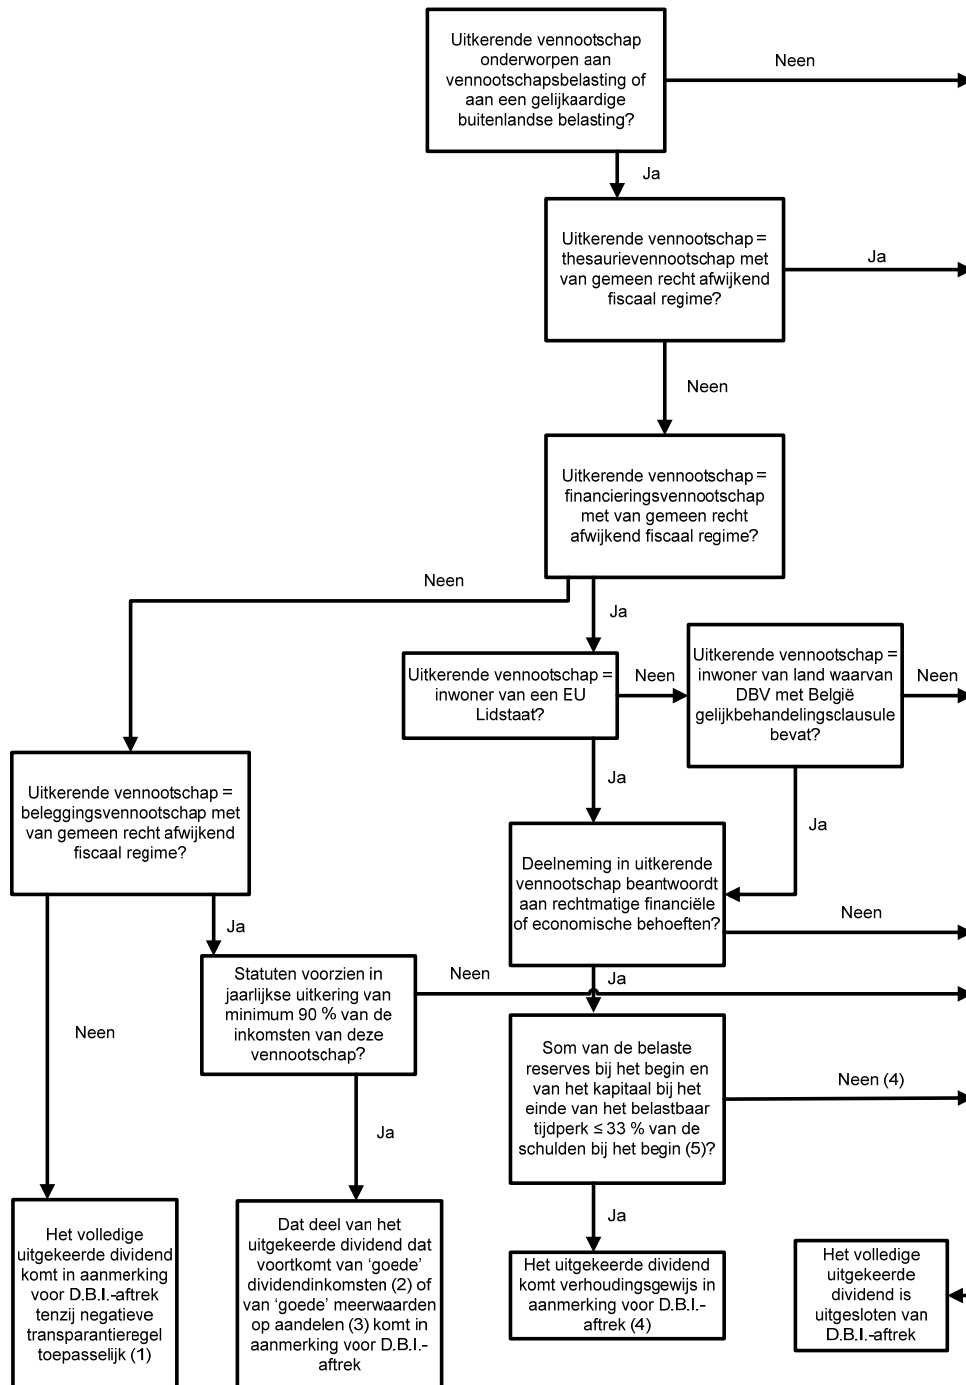 Uitkerende vennootschap
onderworpen aan
vennootschapsbelasting of
aan een gelijkaardige
buitenlandse belasting?
Neen
Ja
Uitkerende vennootschap =
thesaurievennootschap met
van gemeen recht afwijkend
fiscaal regime?
Ja
Neen
Uitkerende vennootschap =
financieringsvennootschap
met van gemeen recht
afwijkend fiscaal regime?
Neen
Ja
Uitkerende vennootschap =
inwoner van een EU
Lidstaat?
Neen
Uitkerende vennootschap =
inwoner van land waarvan
DBV met België
gelijkbehandelingsclausule
bevat?
Neen
Ja
Ja
Uitkerende vennootschap =
beleggingsvennootschap met
van gemeen recht afwijkend
fiscaal regime?
Deelneming in uitkerende
vennootschap beantwoordt
aan rechtmatige financiële
of economische behoeften?
Neen
Ja
Neen
Ja
Statuten voorzien in
jaarlijkse uitkering van
minimum 90 % van de
inkomsten van deze
vennootschap?
Neen
Ja
Som van de belaste
reserves bij het begin en
van het kapitaal bij het
einde van het belastbaar
tijdperk ≤ 33 % van de
schulden bij het begin (5)?
Neen (4)
Ja
Het volledige
uitgekeerde dividend
komt in aanmerking
voor D.B.I.-aftrek
tenzij negatieve
transparantieregel
toepasselijk (1)
Dat deel van het
uitgekeerde dividend dat
voortkomt van ‘goede’
dividendinkomsten (2) of
van ‘goede’ meerwaarden
op aandelen (3) komt in
aanmerking voor D.B.I.-
aftrek
Het uitgekeerde dividend
komt verhoudingsgewijs in
aanmerking voor D.B.I.-
aftrek (4)
Het volledige
uitgekeerde
dividend is
uitgesloten van
D.B.I.-aftrek